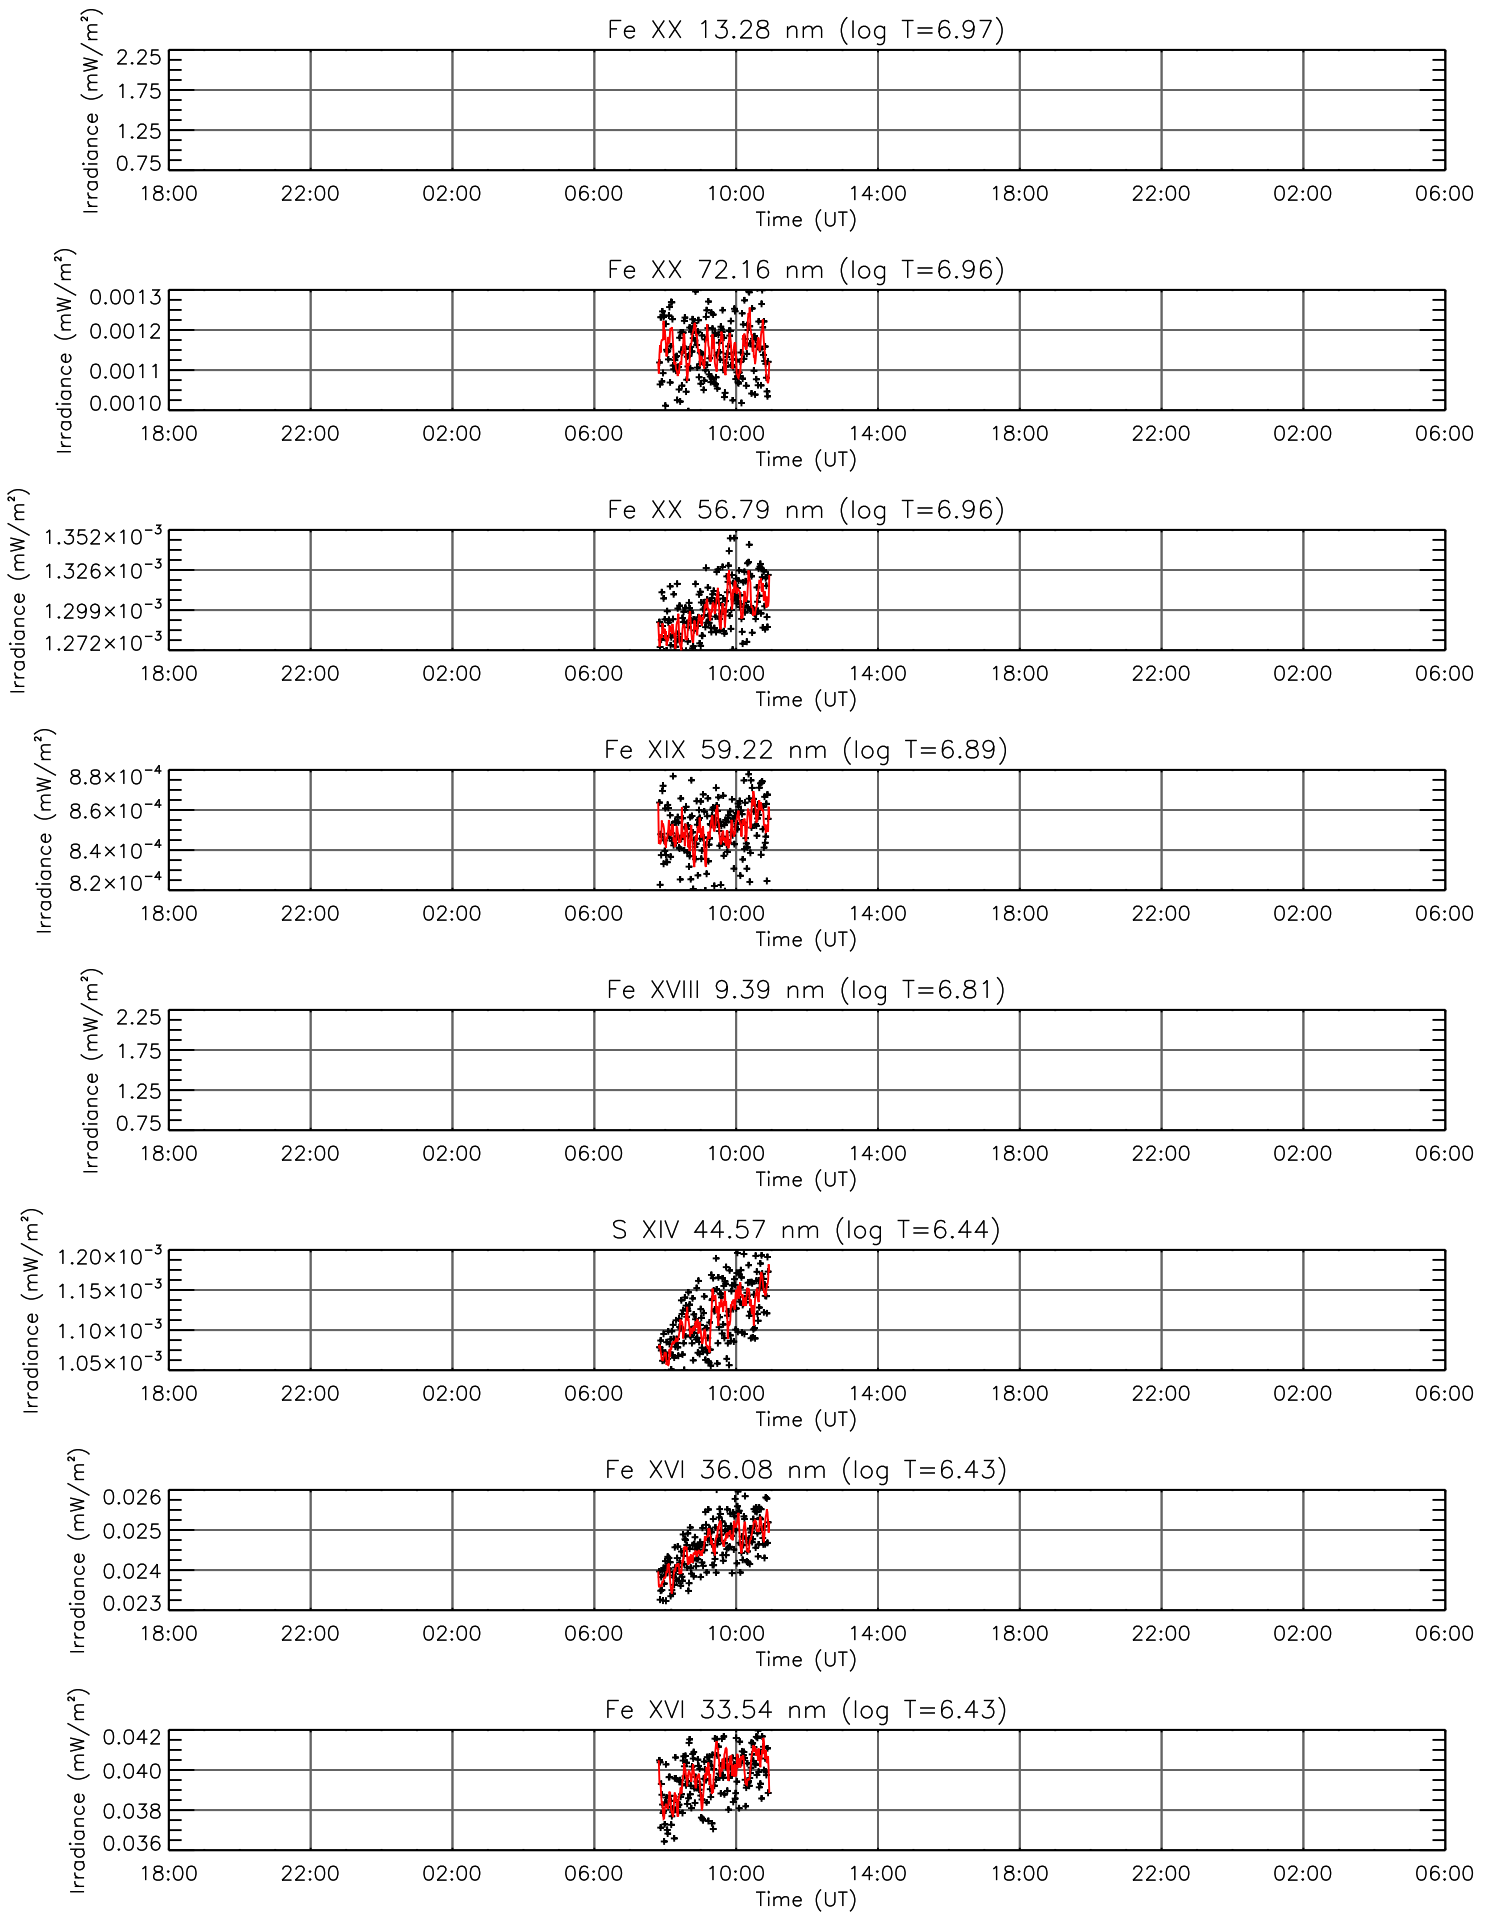 Fe XX 13.28 nm (log T=6.97)
Irradiance (mW/m²)
2.25
1.75
1.25
0.75
18:00 22:00 02:00 06:00 10:00 14:00 18:00 22:00 02:00 06:00
Time (UT)
Fe XX 72.16 nm (log T=6.96)
Irradiance (mW/m²)
0.0013
0.0012
0.0011
0.0010
18:00 22:00 02:00 06:00 10:00 14:00 18:00 22:00 02:00 06:00
Time (UT)
Fe XX 56.79 nm (log T=6.96)
Irradiance (mW/m²)
1.352×10⁻³
1.326×10⁻³
1.299×10⁻³
1.272×10⁻³
18:00 22:00 02:00 06:00 10:00 14:00 18:00 22:00 02:00 06:00
Time (UT)
Fe XIX 59.22 nm (log T=6.89)
Irradiance (mW/m²)
8.8×10⁻⁴
8.6×10⁻⁴
8.4×10⁻⁴
8.2×10⁻⁴
18:00 22:00 02:00 06:00 10:00 14:00 18:00 22:00 02:00 06:00
Time (UT)
Fe XVIII 9.39 nm (log T=6.81)
Irradiance (mW/m²)
2.25
1.75
1.25
0.75
18:00 22:00 02:00 06:00 10:00 14:00 18:00 22:00 02:00 06:00
Time (UT)
S XIV 44.57 nm (log T=6.44)
Irradiance (mW/m²)
1.20×10⁻³
1.15×10⁻³
1.10×10⁻³
1.05×10⁻³
18:00 22:00 02:00 06:00 10:00 14:00 18:00 22:00 02:00 06:00
Time (UT)
Fe XVI 36.08 nm (log T=6.43)
Irradiance (mW/m²)
0.026
0.025
0.024
0.023
18:00 22:00 02:00 06:00 10:00 14:00 18:00 22:00 02:00 06:00
Time (UT)
Fe XVI 33.54 nm (log T=6.43)
Irradiance (mW/m²)
0.042
0.040
0.038
0.036
18:00 22:00 02:00 06:00 10:00 14:00 18:00 22:00 02:00 06:00
Time (UT)